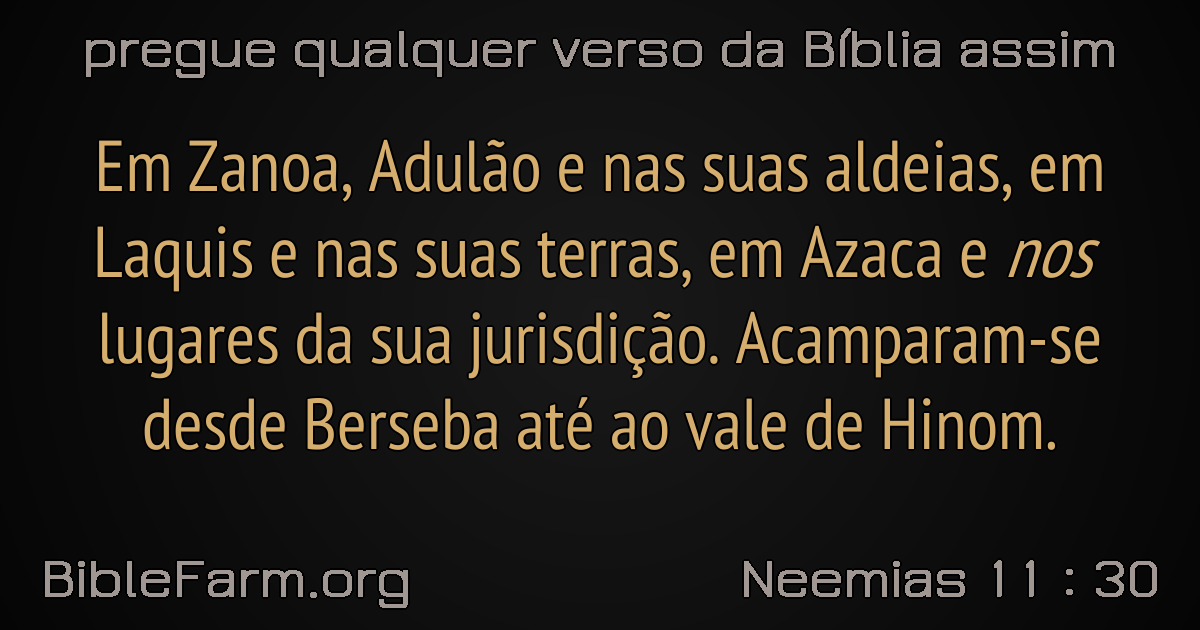 pregue qualquer verso da Bíblia assim
Em Zanoa, Adulão e nas suas aldeias, em
Laquis e nas suas terras, em Azaca e nos
lugares da sua jurisdição. Acamparam-se
desde Berseba até ao vale de Hinom.
BibleFarm.org
Neemias 11 : 30